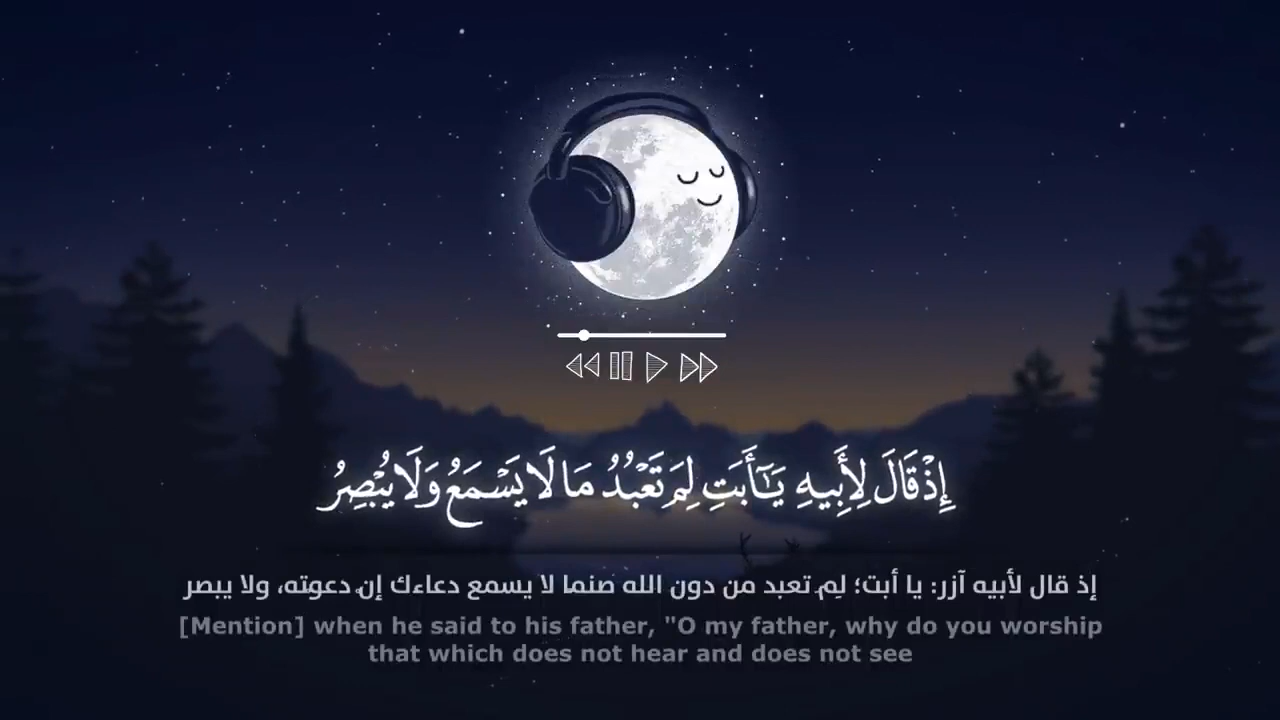 إِذْ قَالَ لِأَبِيهِ يَـٰٓأَبَتِ لِمَ تَعْبُدُ مَا لَا يَسْمَعُ وَلَا يُبْصِرُ
إذ قال لأبيه آزر: يا أبت؛ لِم تعبد من دون الله صنما لا يسمع دعاءك إن دعوته، ولا يبصر
[Mention] when he said to his father, "O my father, why do you worship
that which does not hear and does not see